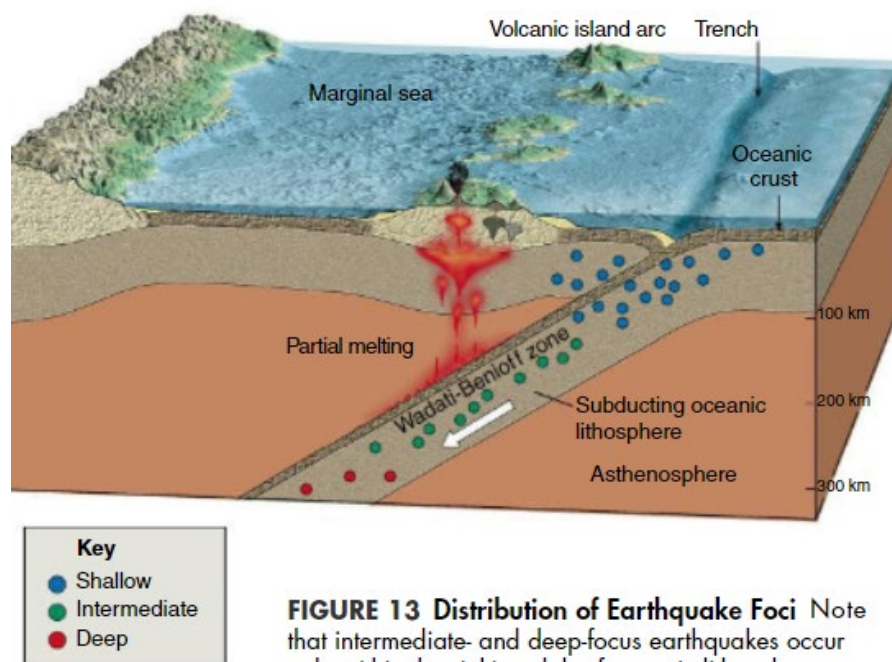 Volcanic island arc
Trench
Marginal sea
Oceanic
crust
100 km
Partial melting
Wadati-Benioff zone
200 km
Subducting oceanic
lithosphere
Asthenosphere
300 km
Key
Shallow
Intermediate
Deep
FIGURE 13 Distribution of Earthquake Foci Note
that intermediate- and deep-focus earthquakes occur